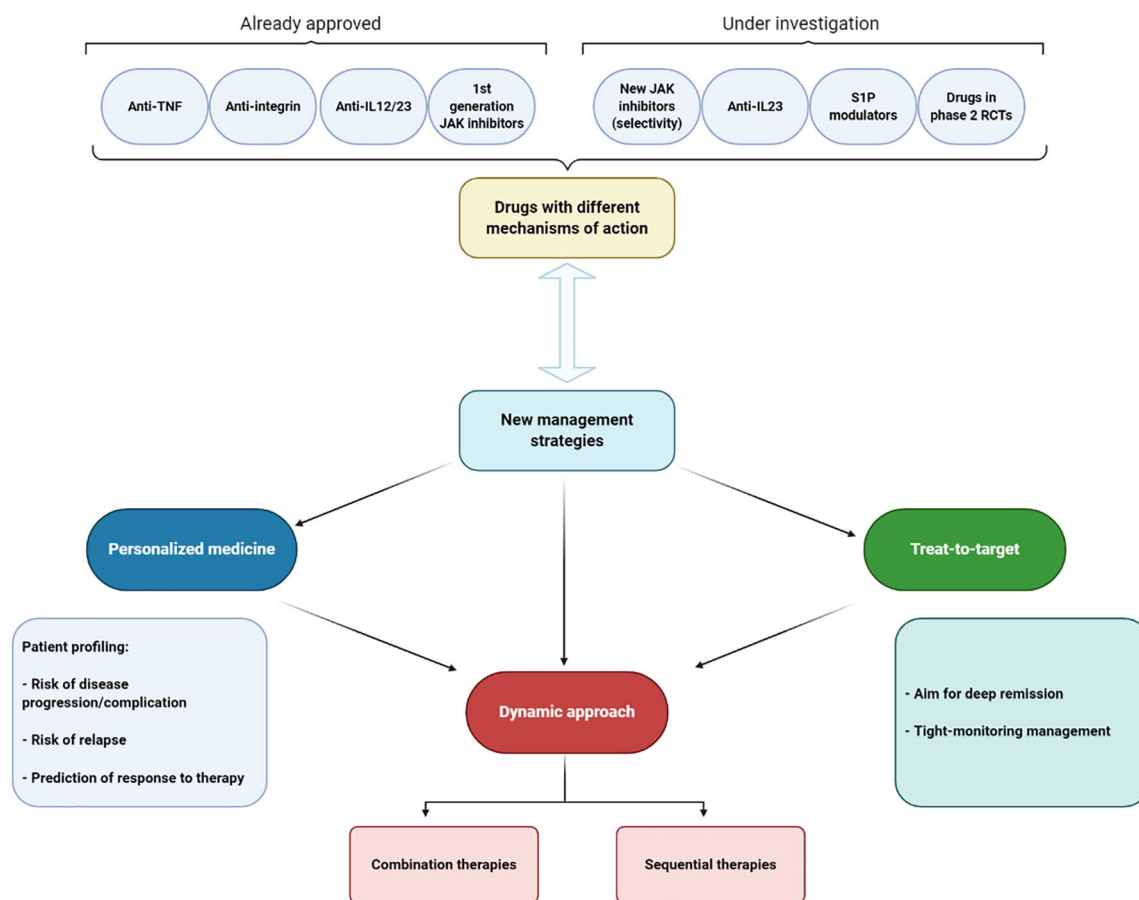 Already approved
Under investigation
Anti-TNF
Anti-integrin
Anti-IL12/23
1st
generation
JAK inhibitors
New JAK
inhibitors
(selectivity)
Anti-IL23
S1P
modulators
Drugs in
phase 2 RCTs
Drugs with different
mechanisms of action
New management
strategies
Personalized medicine
Treat-to-target
Patient profiling:
- Risk of disease
progression/complication
- Risk of relapse
- Prediction of response to therapy
- Aim for deep remission
- Tight-monitoring management
Dynamic approach
Combination therapies
Sequential therapies